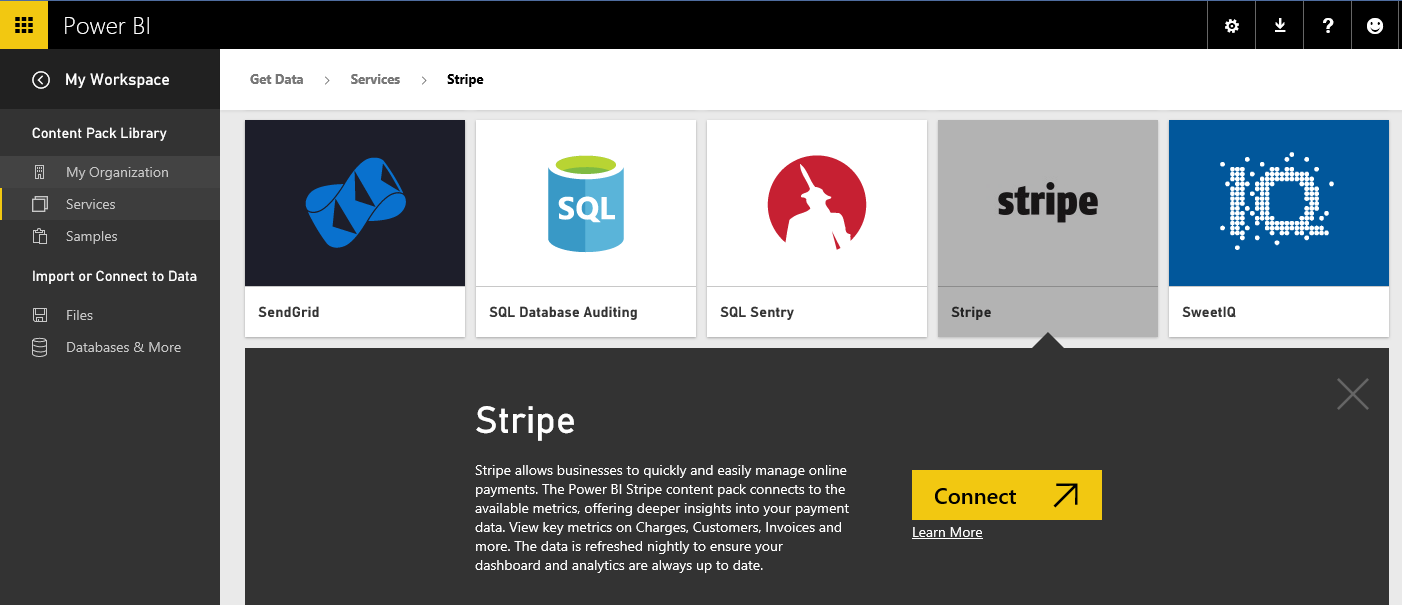 Power BI
?
My Workspace
Get Data > Services > Stripe
Content Pack Library
My Organization
Services
Samples
Import or Connect to Data
Files
Databases & More
SQL
stripe
IQ
SendGrid
SQL Database Auditing
SQL Sentry
Stripe
SweetIQ
Stripe
Stripe allows businesses to quickly and easily manage online
payments. The Power BI Stripe content pack connects to the
available metrics, offering deeper insights into your payment
data. View key metrics on Charges, Customers, Invoices and
more. The data is refreshed nightly to ensure your
dashboard and analytics are always up to date.
Connect
Learn More